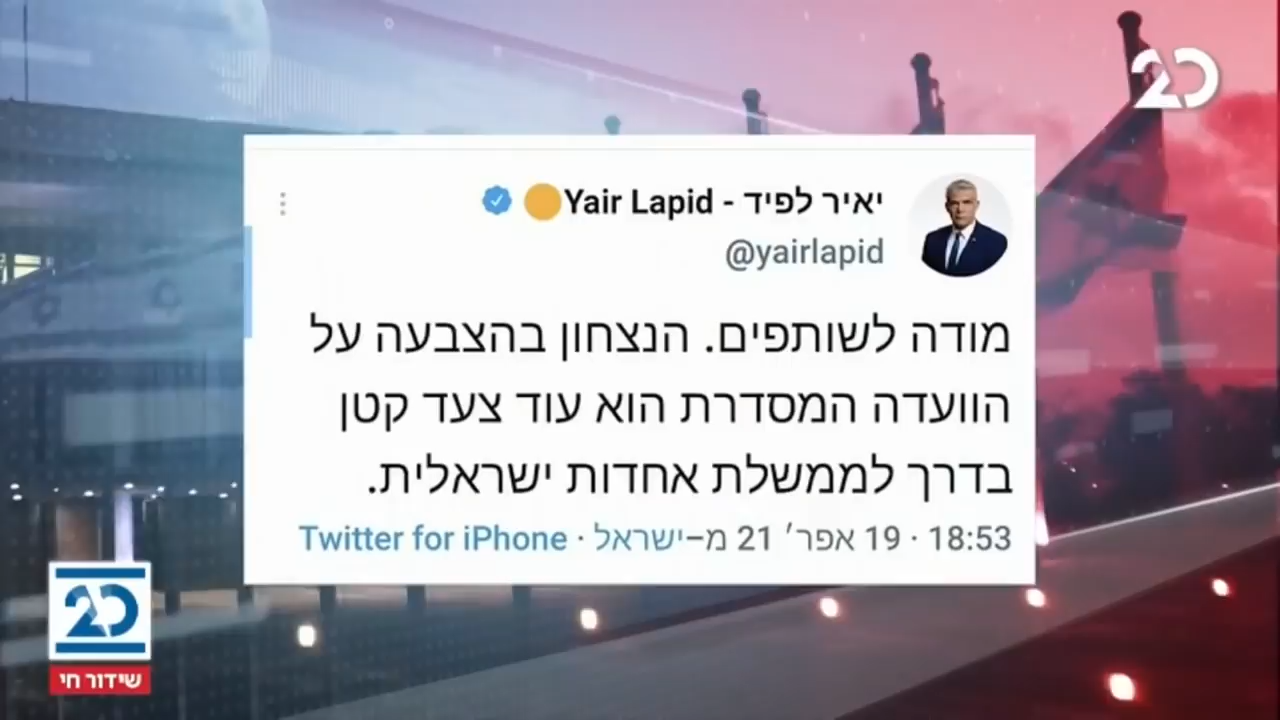 20
יאיר לפיד - Yair Lapid
@yairlapid
מודה לשותפים. הנצחון בהצבעה על
הוועדה המסדרת הוא עוד צעד קטן
בדרך לממשלת אחדות ישראלית.
18:53 · 19 אפר׳ 21 מ–ישראל · Twitter for iPhone
20
שידור חי